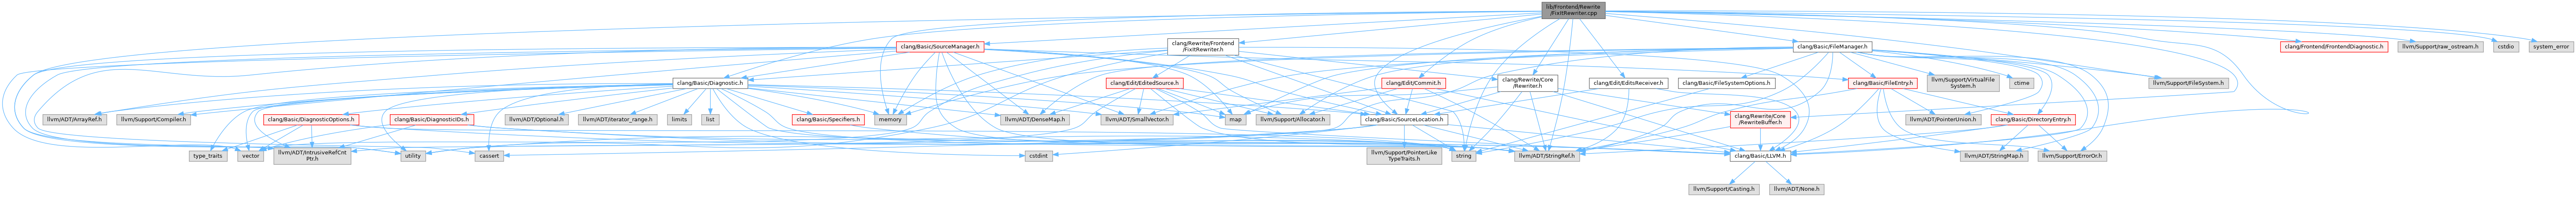 lib/Frontend/Rewrite
/FixItRewriter.cpp
clang/Basic/SourceManager.h
clang/Rewrite/Frontend
/FixItRewriter.h
clang/Basic/FileManager.h
clang/Frontend/FrontendDiagnostic.h
llvm/Support/raw_ostream.h
cstdio
system_error
clang/Basic/Diagnostic.h
clang/Edit/EditedSource.h
clang/Edit/Commit.h
clang/Rewrite/Core
/Rewriter.h
clang/Edit/EditsReceiver.h
clang/Basic/FileSystemOptions.h
clang/Basic/FileEntry.h
llvm/Support/VirtualFile
System.h
ctime
llvm/Support/FileSystem.h
llvm/ADT/ArrayRef.h
llvm/Support/Compiler.h
clang/Basic/DiagnosticOptions.h
clang/Basic/DiagnosticIDs.h
llvm/ADT/Optional.h
llvm/ADT/iterator_range.h
limits
list
clang/Basic/Specifiers.h
memory
llvm/ADT/DenseMap.h
llvm/ADT/SmallVector.h
map
llvm/Support/Allocator.h
clang/Basic/SourceLocation.h
clang/Rewrite/Core
/RewriteBuffer.h
llvm/ADT/PointerUnion.h
clang/Basic/DirectoryEntry.h
type_traits
vector
llvm/ADT/IntrusiveRefCnt
Ptr.h
utility
cassert
cstdint
llvm/Support/PointerLike
TypeTraits.h
string
llvm/ADT/StringRef.h
clang/Basic/LLVM.h
llvm/ADT/StringMap.h
llvm/Support/ErrorOr.h
llvm/Support/Casting.h
llvm/ADT/None.h